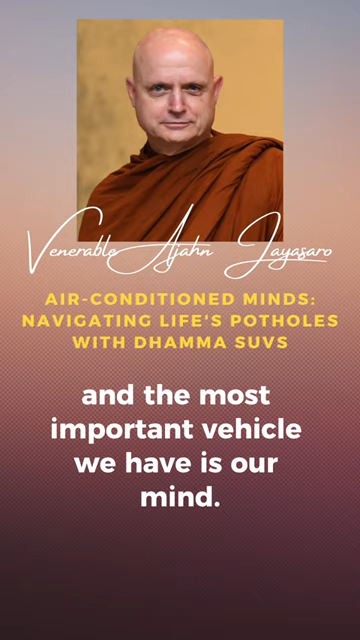 Venerable Ajahn Jayasaro
AIR-CONDITIONED MINDS:
NAVIGATING LIFE'S POTHOLES
WITH DHAMMA SUVS
and the most
important vehicle
we have is our
mind.